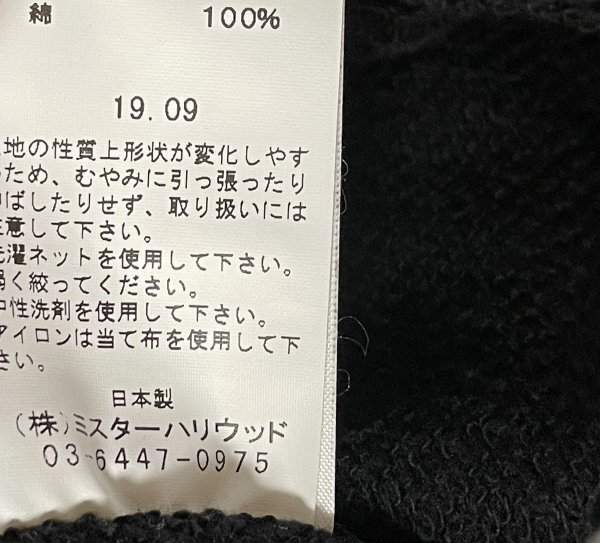 綿 100%
19.09
地の性質上形状が変化しやす
ため、むやみに引っ張ったり
ばしたりせず、取り扱いには
意して下さい。
濯ネットを使用して下さい。
く絞ってください。
中性洗剤を使用して下さい。
アイロンは当て布を使用して下
さい。
日本製
(株)ミスターハリウッド
03-6447-0975